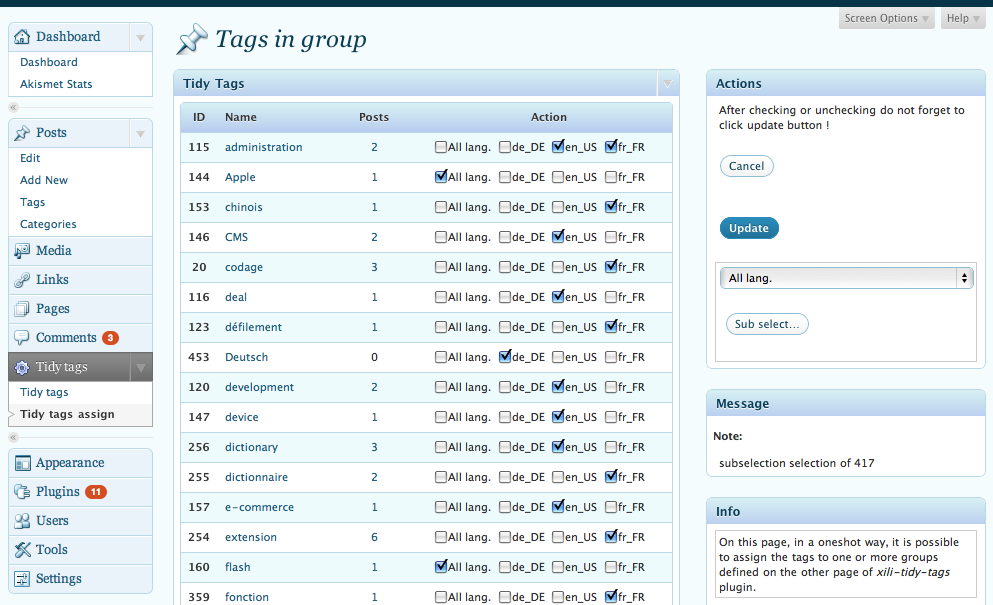 Screen Options
Help
Dashboard
Dashboard
Akismet Stats
Posts
Edit
Add New
Tags
Categories
Media
Links
Pages
Comments 3
Tidy tags
Tidy tags
Tidy tags assign
Appearance
Plugins 11
Users
Tools
Settings
Tags in group
Tidy Tags
ID Name Posts Action
115 administration 2 All lang. de_DE en_US fr_FR
144 Apple 1 All lang. de_DE en_US fr_FR
153 chinois 1 All lang. de_DE en_US fr_FR
146 CMS 2 All lang. de_DE en_US fr_FR
20 codage 3 All lang. de_DE en_US fr_FR
116 deal 1 All lang. de_DE en_US fr_FR
123 défilement 1 All lang. de_DE en_US fr_FR
453 Deutsch 0 All lang. de_DE en_US fr_FR
120 development 2 All lang. de_DE en_US fr_FR
147 device 1 All lang. de_DE en_US fr_FR
256 dictionary 3 All lang. de_DE en_US fr_FR
255 dictionnaire 2 All lang. de_DE en_US fr_FR
157 e-commerce 1 All lang. de_DE en_US fr_FR
254 extension 6 All lang. de_DE en_US fr_FR
160 flash 1 All lang. de_DE en_US fr_FR
359 fonction 1 All lang. de_DE en_US fr_FR
Actions
After checking or unchecking do not forget to
click update button !
Cancel
Update
All lang.
Sub select...
Message
Note:
subselection selection of 417
Info
On this page, in a oneshot way, it is possible
to assign the tags to one or more groups
defined on the other page of xili-tidy-tags
plugin.